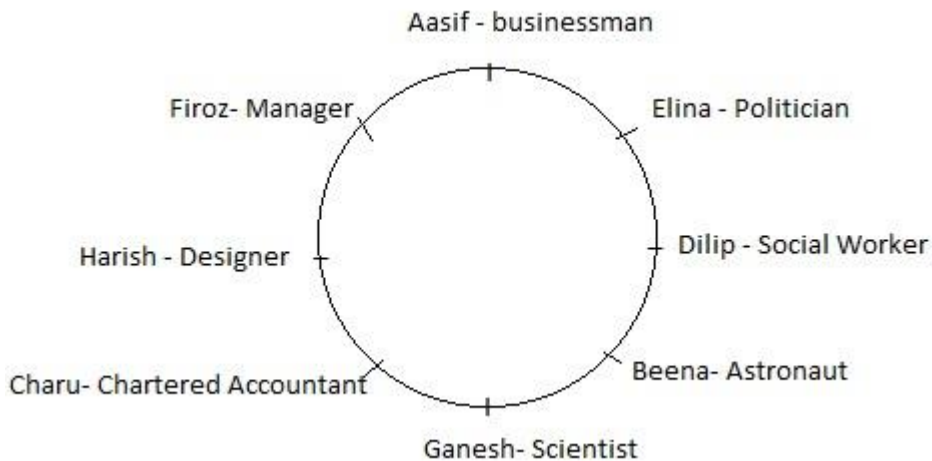 Aasif - businessman
Firoz- Manager
Elina - Politician
Harish - Designer
Dilip - Social Worker
Charu- Chartered Accountant
Beena- Astronaut
Ganesh- Scientist